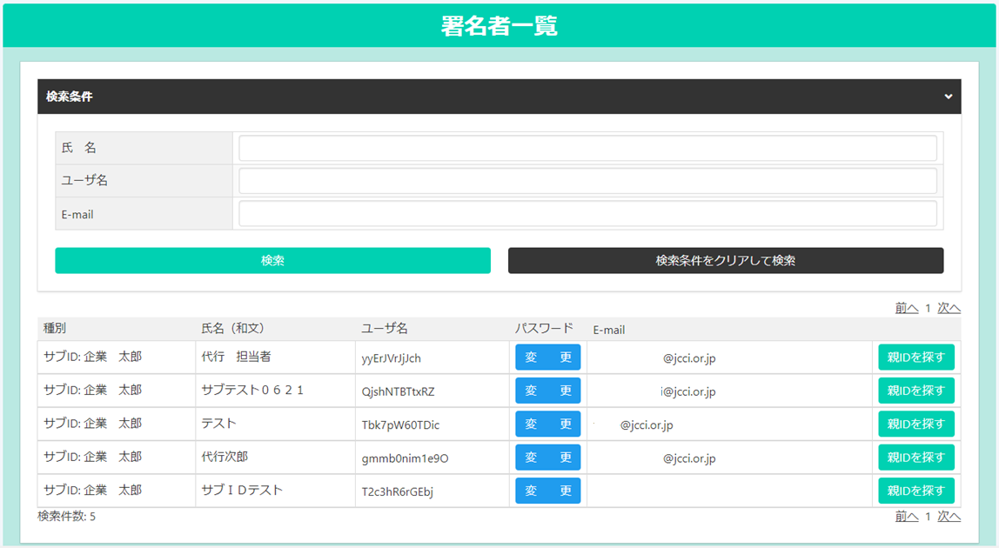 署名者一覧
検索条件
氏　名
ユーザ名
E-mail
検索 検索条件をクリアして検索
前へ 1 次へ
種別 氏名（和文） ユーザ名 パスワード E-mail
サブID: 企業　太郎 代行　担当者 yyErJVrJjJch 変　更 @jcci.or.jp 親IDを探す
サブID: 企業　太郎 サブテスト０６２１ QjshNTBTtxRZ 変　更 i@jcci.or.jp 親IDを探す
サブID: 企業　太郎 テスト Tbk7pW60TDic 変　更 @jcci.or.jp 親IDを探す
サブID: 企業　太郎 代行次郎 gmmb0nim1e9O 変　更 @jcci.or.jp 親IDを探す
サブID: 企業　太郎 サブＩＤテスト T2c3hR6rGEbj 変　更 親IDを探す
検索件数: 5 前へ 1 次へ